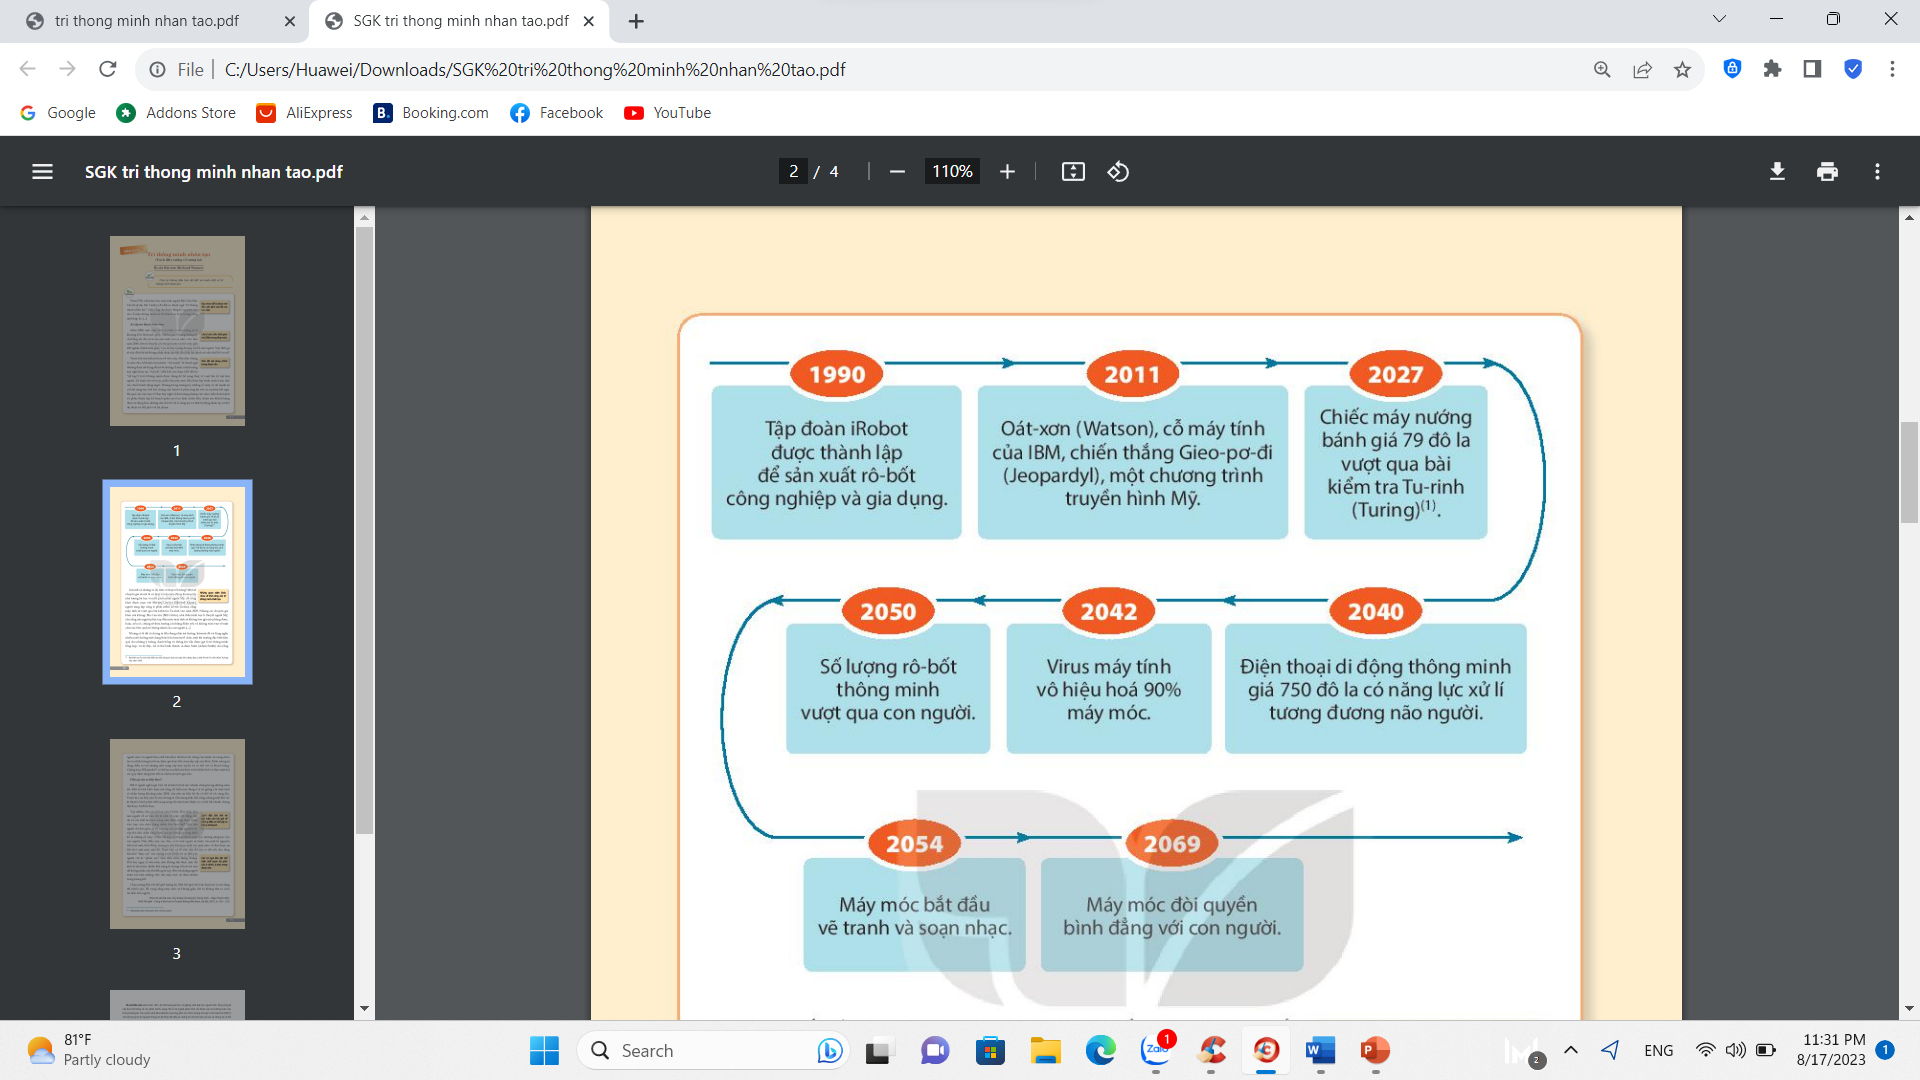 tri thong minh nhan tao.pdf
SGK tri thong minh nhan tao.pdf
File
C:/Users/Huawei/Downloads/SGK%20tri%20thong%20minh%20nhan%20tao.pdf
Google
Addons Store
AliExpress
B. Booking.com
Facebook
YouTube
SGK tri thong minh nhan tao.pdf
2 / 4
110%
1
2
3
1990
Tập đoàn iRobot
được thành lập
để sản xuất rô-bốt
công nghiệp và gia dụng.
2011
Oát-xơn (Watson), cỗ máy tính
của IBM, chiến thắng Gieo-pơ-đi
(Jeopardyl), một chương trình
truyền hình Mỹ.
2027
Chiếc máy nướng
bánh giá 79 đô la
vượt qua bài
kiểm tra Tu-rinh
(Turing)(1).
2040
Điện thoại di động thông minh
giá 750 đô la có năng lực xử lí
tương đương não người.
2042
Virus máy tính
vô hiệu hoá 90%
máy móc.
2050
Số lượng rô-bốt
thông minh
vượt qua con người.
2054
Máy móc bắt đầu
vẽ tranh và soạn nhạc.
2069
Máy móc đòi quyền
bình đẳng với con người.
81°F
Partly cloudy
Search
Zalo
1
W
P
2
ENG
11:31 PM
8/17/2023
1